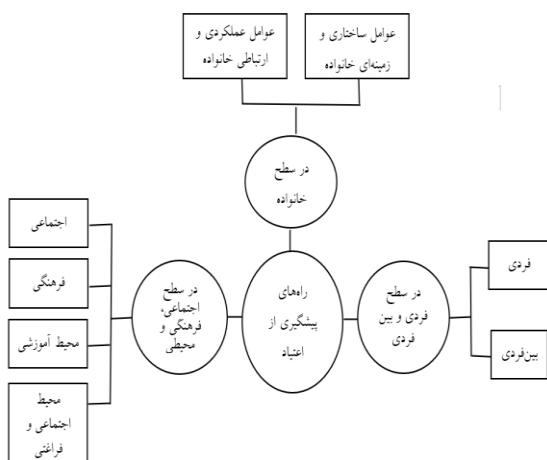 عوامل ساختاری و
زمینه‌ای خانواده
عوامل عملکردی و
ارتباطی خانواده
در سطح
خانواده
فردی
بین‌فردی
در سطح
فردی و بین
فردی
راه‌های
پیشگیری از
اعتیاد
در سطح
اجتماعی،
فرهنگی و
محیطی
اجتماعی
فرهنگی
محیط آموزشی
محیط
اجتماعی و
فراغتی